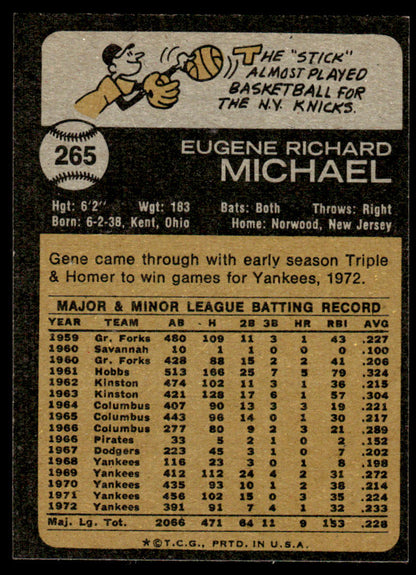 THE "STICK"
ALMOST PLAYED
BASKETBALL FOR
THE N.Y. KNICKS.
265
EUGENE RICHARD
MICHAEL
Hgt: 6'2" Wgt: 183 Bats: Both Throws: Right
Born: 6-2-38, Kent, Ohio Home: Norwood, New Jersey
Gene came through with early season Triple
& Homer to win games for Yankees, 1972.
MAJOR & MINOR LEAGUE BATTING RECORD
YEAR TEAM AB H 2B 3B HR RBI AVG
1959 Gr. Forks 480 109 11 3 1 43 .227
1960 Savannah 10 1 1 0 0 0 .100
1960 Gr. Forks 428 88 15 2 2 41 .206
1961 Hobbs 513 166 25 7 5 79 .324
1962 Kinston 474 102 11 3 1 36 .215
1963 Kinston 421 128 17 6 1 57 .304
1964 Columbus 407 90 13 3 3 19 .221
1965 Columbus 443 96 14 0 1 30 .217
1966 Columbus 277 80 9 2 3 21 .289
1966 Pirates 33 5 2 1 0 2 .152
1967 Dodgers 223 45 3 1 0 7 .202
1968 Yankees 116 23 3 0 1 8 .198
1969 Yankees 412 112 24 4 2 31 .272
1970 Yankees 435 93 10 1 2 38 .214
1971 Yankees 456 102 15 0 3 35 .224
1972 Yankees 391 91 7 4 1 32 .233
Maj. Lg. Tot. 2066 471 64 11 9 153 .228
*©T.C.G., PRTD. IN U.S.A.